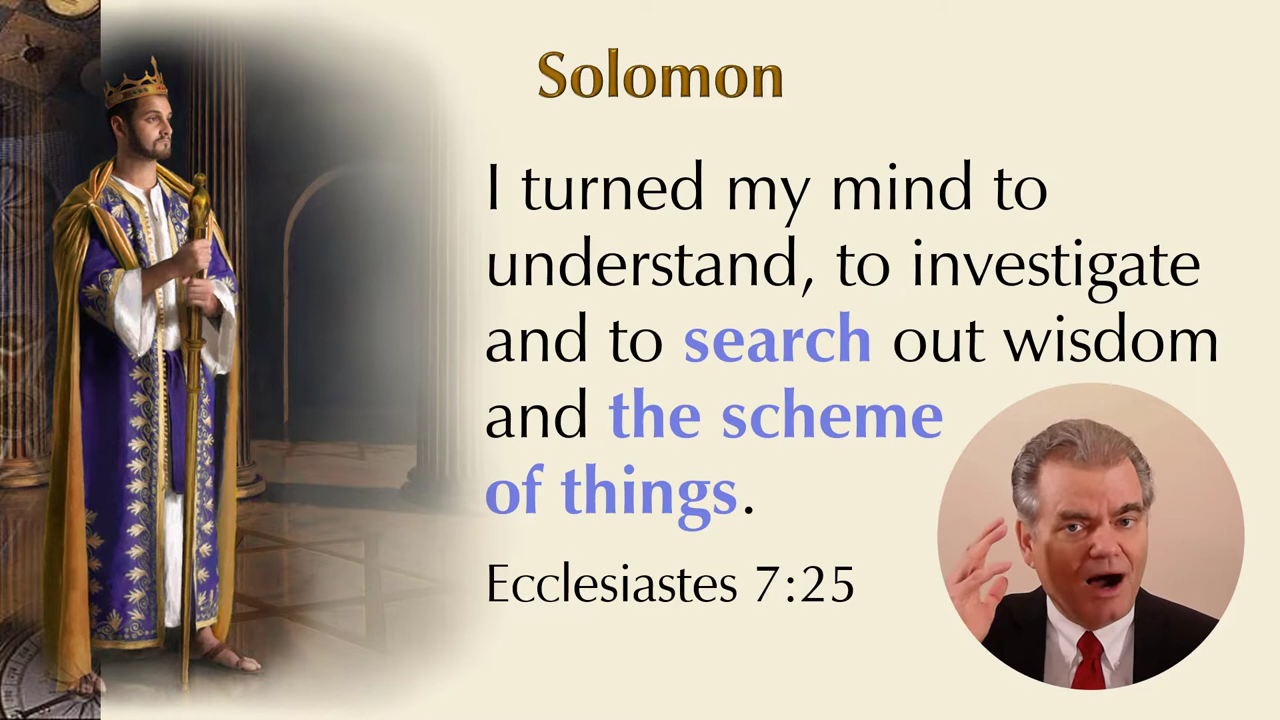 Solomon
I turned my mind to
understand, to investigate
and to search out wisdom
and the scheme
of things.
Ecclesiastes 7:25